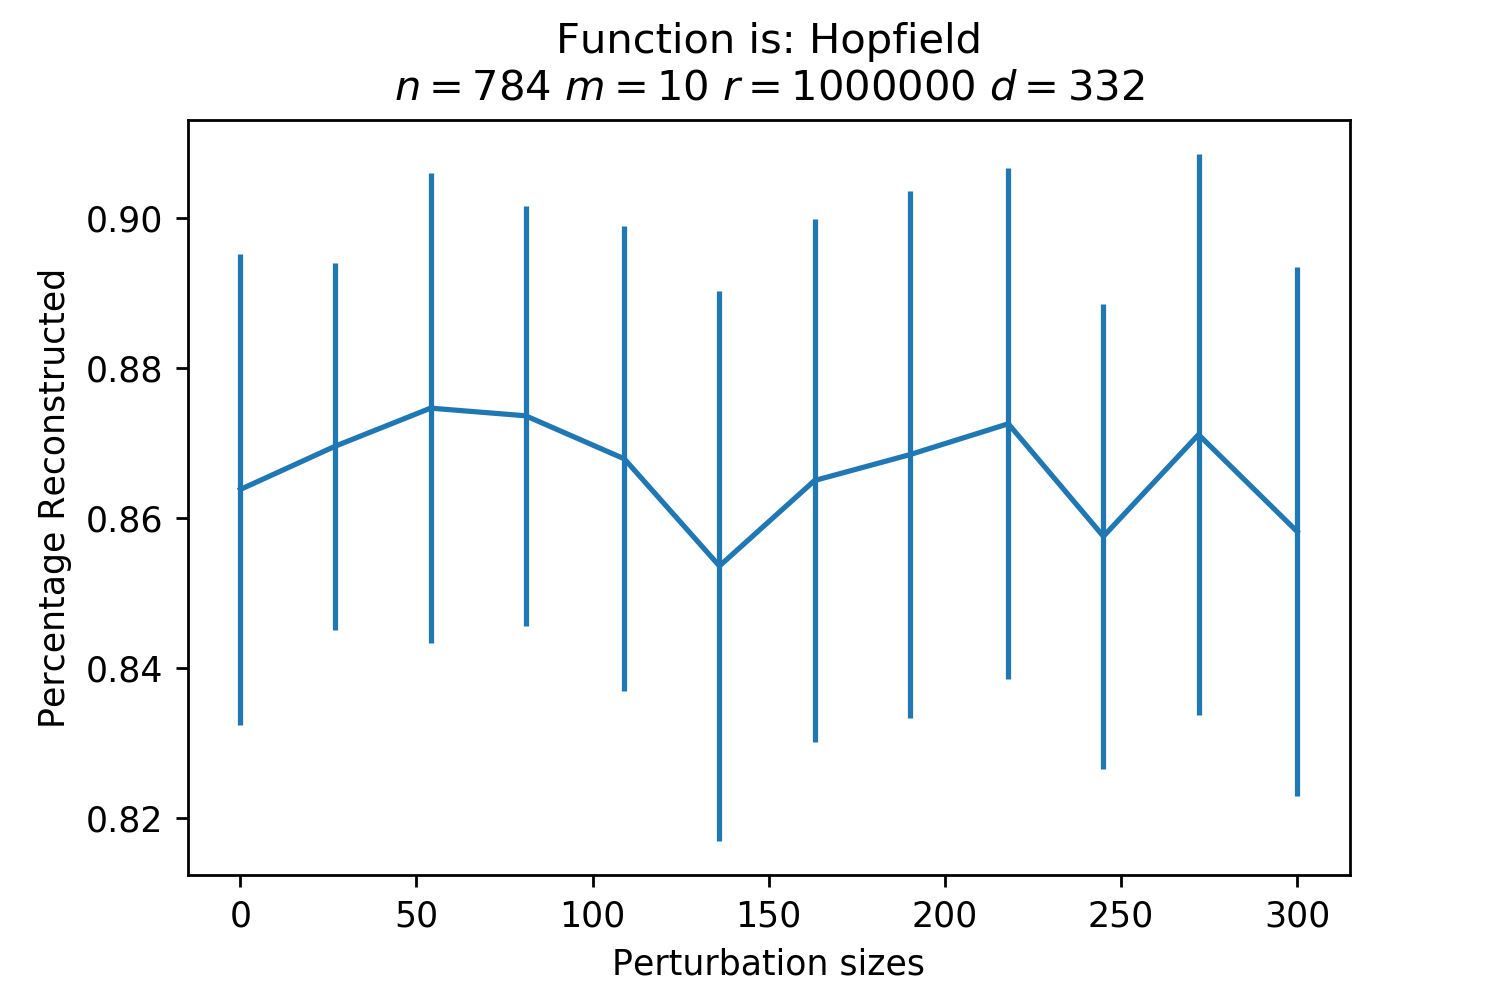 Function is: Hopfield
n = 784 m = 10 r = 1000000 d = 332
Percentage Reconstructed
0.90
0.88
0.86
0.84
0.82
0 50 100 150 200 250 300
Perturbation sizes